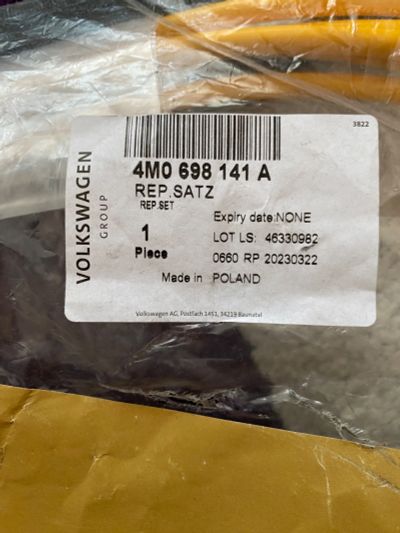 3822
4M0 698 141 A
REP.SATZ
REP.SET
VOLKSWAGEN
GROUP
Expiry date:NONE
1
Piece
LOT LS: 46330982
0660 RP 20230322
Made in POLAND
Volkswagen AG, Postfach 1451, 34219 Baunatal